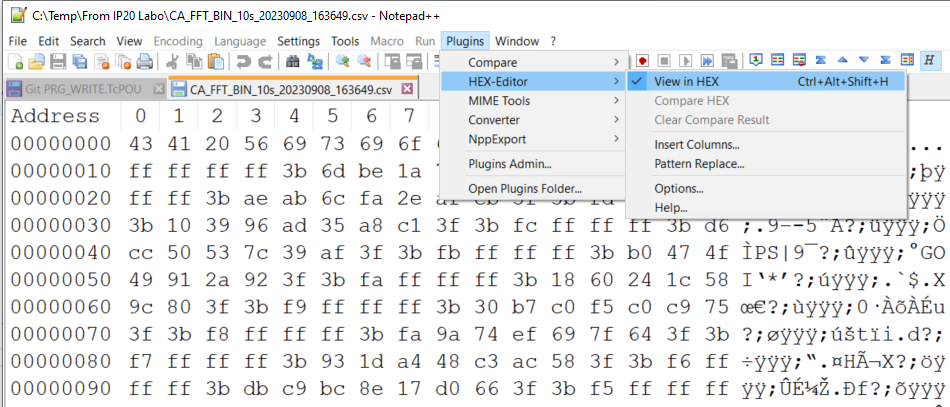 C:\Temp\From IP20 Labo\CA_FFT_BIN_10s_20230908_163649.csv - Notepad++
File Edit Search View Encoding Language Settings Tools Macro Run Plugins Window ?
Git PRG_WRITE.TcPOU CA_FFT_BIN_10s_20230908_163649.csv
Compare
HEX-Editor
MIME Tools
Converter
NppExport
Plugins Admin...
Open Plugins Folder...
View in HEX Ctrl+Alt+Shift+H
Compare HEX
Clear Compare Result
Insert Columns...
Pattern Replace...
Options...
Help...
Address 0 1 2 3 4 5 6 7
00000000 43 41 20 56 69 73 69 6f
00000010 ff ff ff ff 3b 6d be 1a ;þÿ
00000020 ff ff 3b ae ab 6c fa 2e ÿÿÿ
00000030 3b 10 39 96 ad 35 a8 c1 3f 3b fc ff ff ff 3b d6 ;.9–-5¨Á?;üÿÿÿ;Ö
00000040 cc 50 53 7c 39 af 3f 3b fb ff ff ff 3b b0 47 4f ÌPS|9¯?;ûÿÿÿ;°GO
00000050 49 91 2a 92 3f 3b fa ff ff ff 3b 18 60 24 1c 58 I‘*’?;úÿÿÿ;.`$.X
00000060 9c 80 3f 3b f9 ff ff ff 3b 30 b7 c0 f5 c0 c9 75 œ€?;ùÿÿÿ;0·ÀõÀÉu
00000070 3f 3b f8 ff ff ff 3b fa 9a 74 ef 69 7f 64 3f 3b ?;øÿÿÿ;úštïi.d?;
00000080 f7 ff ff ff 3b 93 1d a4 48 c3 ac 58 3f 3b f6 ff ÷ÿÿÿ;“.¤HÃ¬X?;öÿ
00000090 ff ff 3b db c9 bc 8e 17 d0 66 3f 3b f5 ff ff ff ÿÿ;ÛÉ¼Ž.Ðf?;õÿÿÿ